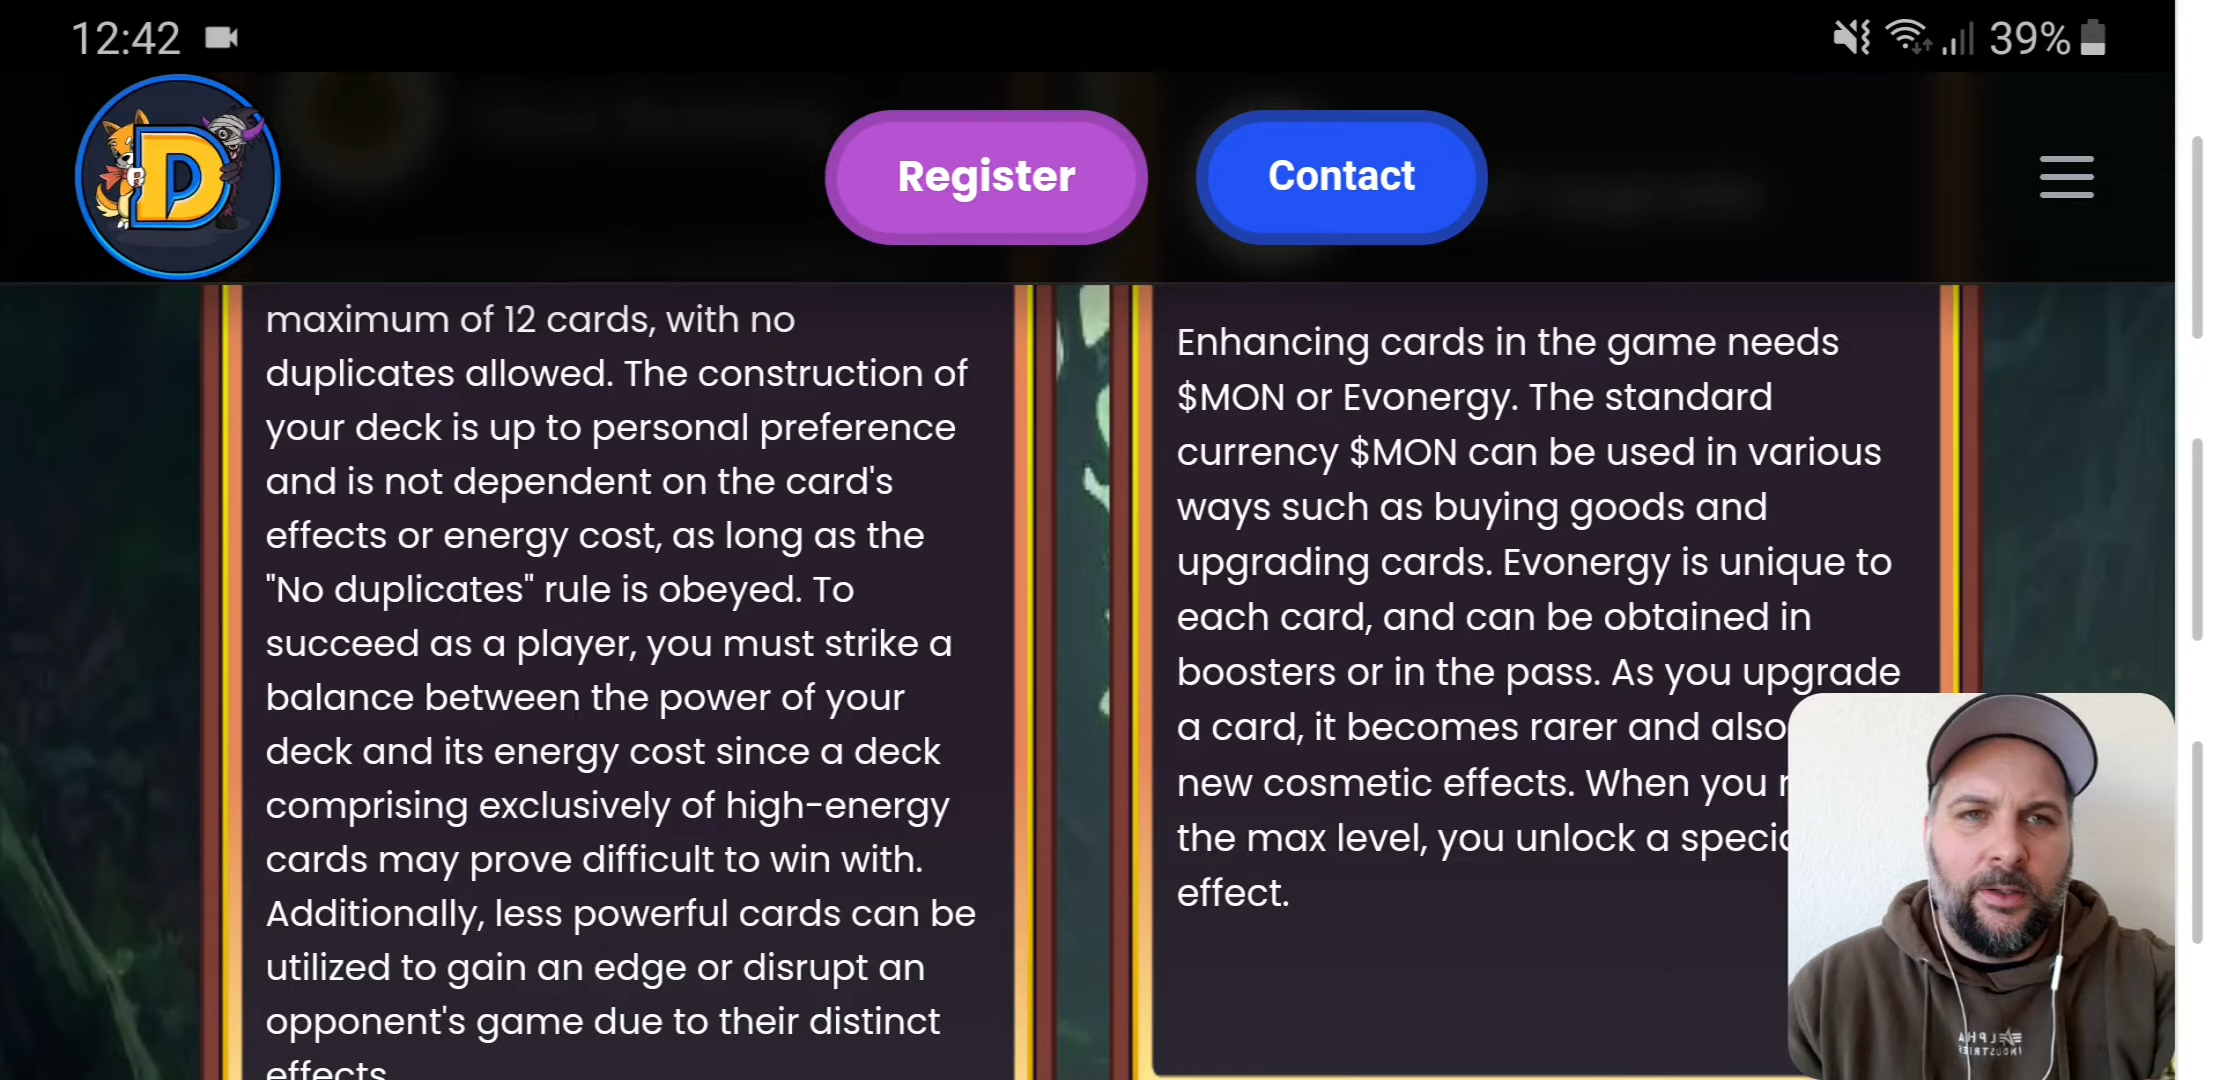 12:42
39%
D
Register
Contact
maximum of 12 cards, with no
duplicates allowed. The construction of
your deck is up to personal preference
and is not dependent on the card's
effects or energy cost, as long as the
"No duplicates" rule is obeyed. To
succeed as a player, you must strike a
balance between the power of your
deck and its energy cost since a deck
comprising exclusively of high-energy
cards may prove difficult to win with.
Additionally, less powerful cards can be
utilized to gain an edge or disrupt an
opponent's game due to their distinct
effects
Enhancing cards in the game needs
$MON or Evonergy. The standard
currency $MON can be used in various
ways such as buying goods and
upgrading cards. Evonergy is unique to
each card, and can be obtained in
boosters or in the pass. As you upgrade
a card, it becomes rarer and also
new cosmetic effects. When you
the max level, you unlock a
effect.
ALPHA
INDUSTRIES